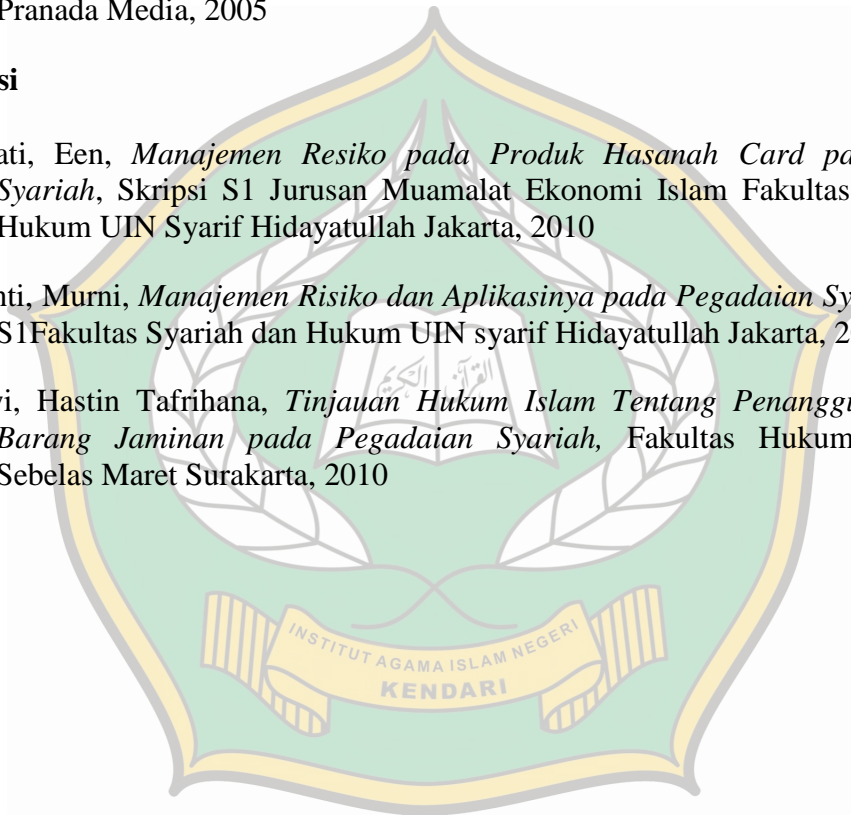 Pranada Media, 2005
si
ati, Een, Manajemen Resiko pada Produk Hasanah Card pa
Syariah, Skripsi S1 Jurusan Muamalat Ekonomi Islam Fakultas
Hukum UIN Syarif Hidayatullah Jakarta, 2010
nti, Murni, Manajemen Risiko dan Aplikasinya pada Pegadaian Sy
S1Fakultas Syariah dan Hukum UIN syarif Hidayatullah Jakarta, 2
vi, Hastin Tafrihana, Tinjauan Hukum Islam Tentang Penanggu
Barang Jaminan pada Pegadaian Syariah, Fakultas Hukum
Sebelas Maret Surakarta, 2010
القرآن الكريم
INSTITUT AGAMA ISLAM NEGERI
KENDARI